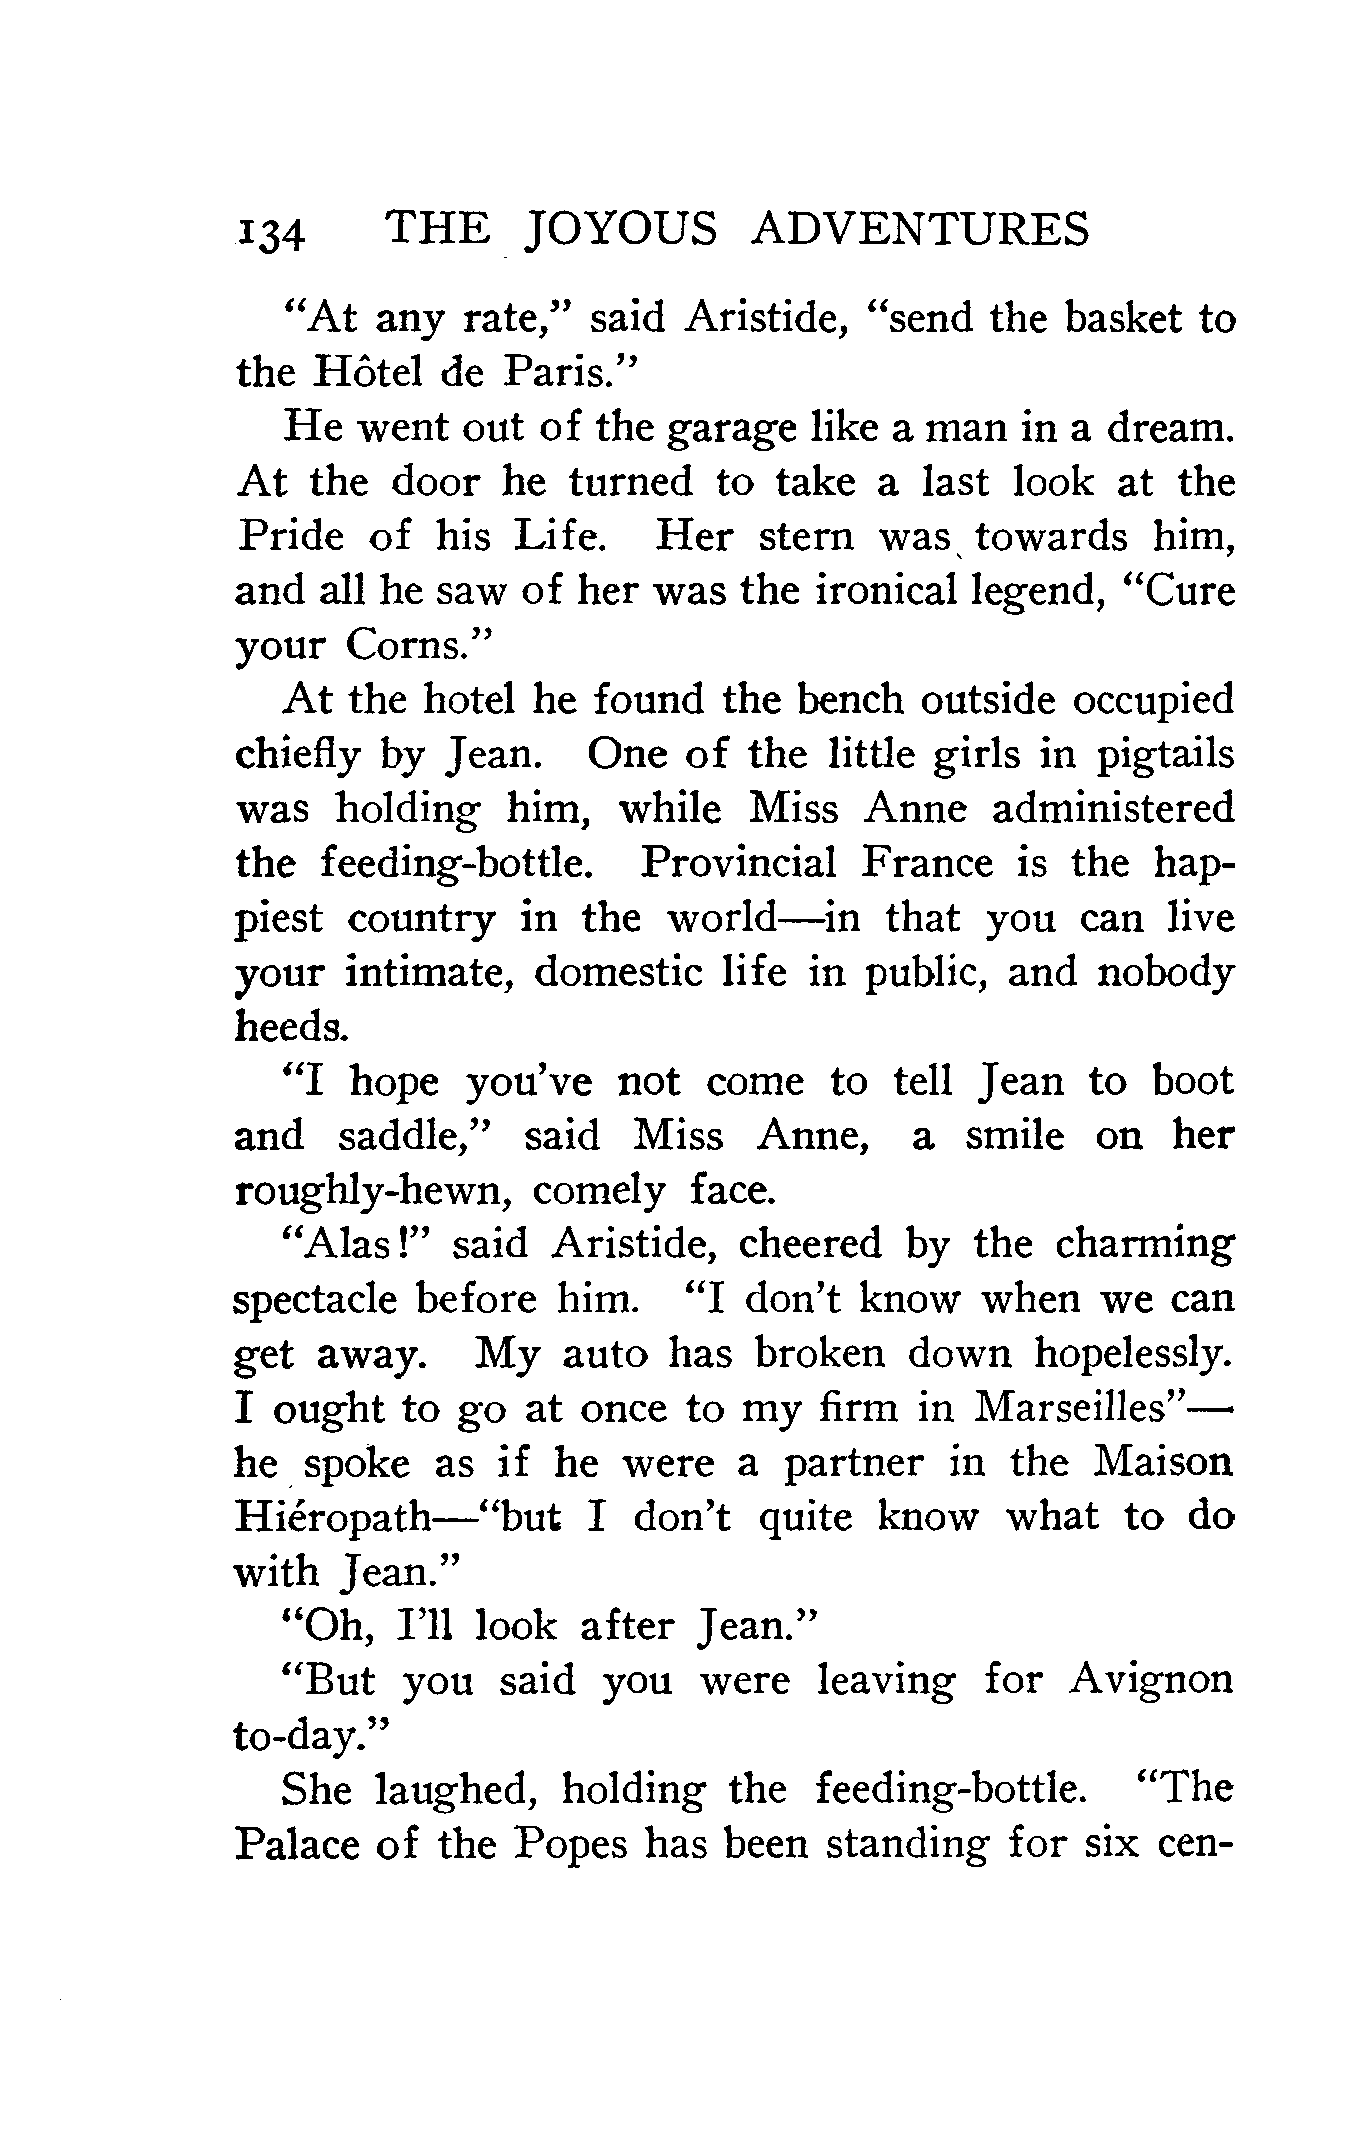 134 THE JOYOUS ADVENTURES
“At any rate,” said Aristide, “send the basket to
the Hôtel de Paris.”
He went out of the garage like a man in a dream.
At the door he turned to take a last look at the
Pride of his Life. Her stern was towards him,
and all he saw of her was the ironical legend, “Cure
your Corns.”
At the hotel he found the bench outside occupied
chiefly by Jean. One of the little girls in pigtails
was holding him, while Miss Anne administered
the feeding-bottle. Provincial France is the hap-
piest country in the world—in that you can live
your intimate, domestic life in public, and nobody
heeds.
“I hope you’ve not come to tell Jean to boot
and saddle,” said Miss Anne, a smile on her
roughly-hewn, comely face.
“Alas!” said Aristide, cheered by the charming
spectacle before him. “I don’t know when we can
get away. My auto has broken down hopelessly.
I ought to go at once to my firm in Marseilles”—
he spoke as if he were a partner in the Maison
Hiéropath—“but I don’t quite know what to do
with Jean.”
“Oh, I’ll look after Jean.”
“But you said you were leaving for Avignon
to-day.”
She laughed, holding the feeding-bottle. “The
Palace of the Popes has been standing for six cen-